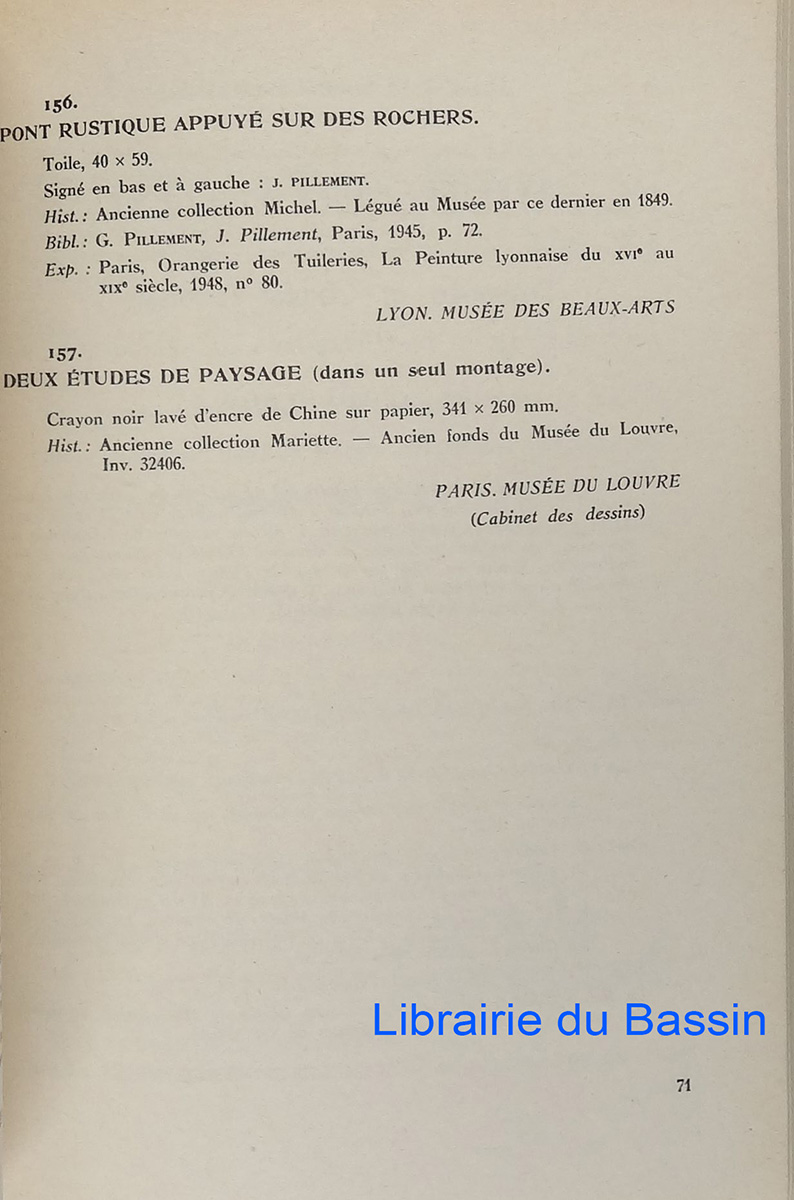 156.
PONT RUSTIQUE APPUYÉ SUR DES ROCHERS.
Toile, 40 × 59.
Signé en bas et à gauche : J. PILLEMENT.
Hist. : Ancienne collection Michel. — Légué au Musée par ce dernier en 1849.
Bibl. : G. PILLEMENT, J. Pillement, Paris, 1945, p. 72.
Exp. : Paris, Orangerie des Tuileries, La Peinture lyonnaise du XVIe au
XIXe siècle, 1948, nº 80.
LYON. MUSÉE DES BEAUX-ARTS
157.
DEUX ÉTUDES DE PAYSAGE (dans un seul montage).
Crayon noir lavé d'encre de Chine sur papier, 341 × 260 mm.
Hist. : Ancienne collection Mariette. — Ancien fonds du Musée du Louvre,
Inv. 32406.
PARIS. MUSÉE DU LOUVRE
(Cabinet des dessins)
Librairie du Bassin
71